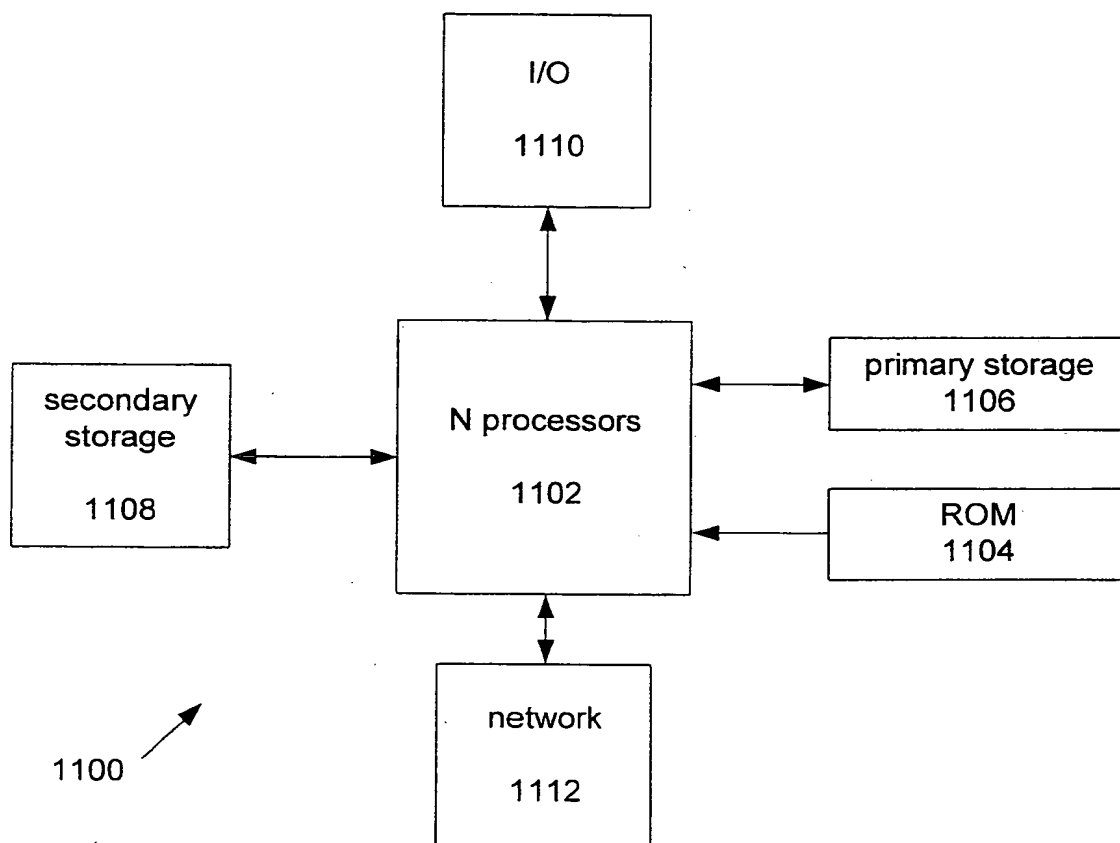 I/O
1110
secondary
storage
1108
N processors
1102
primary storage
1106
ROM
1104
network
1112
1100